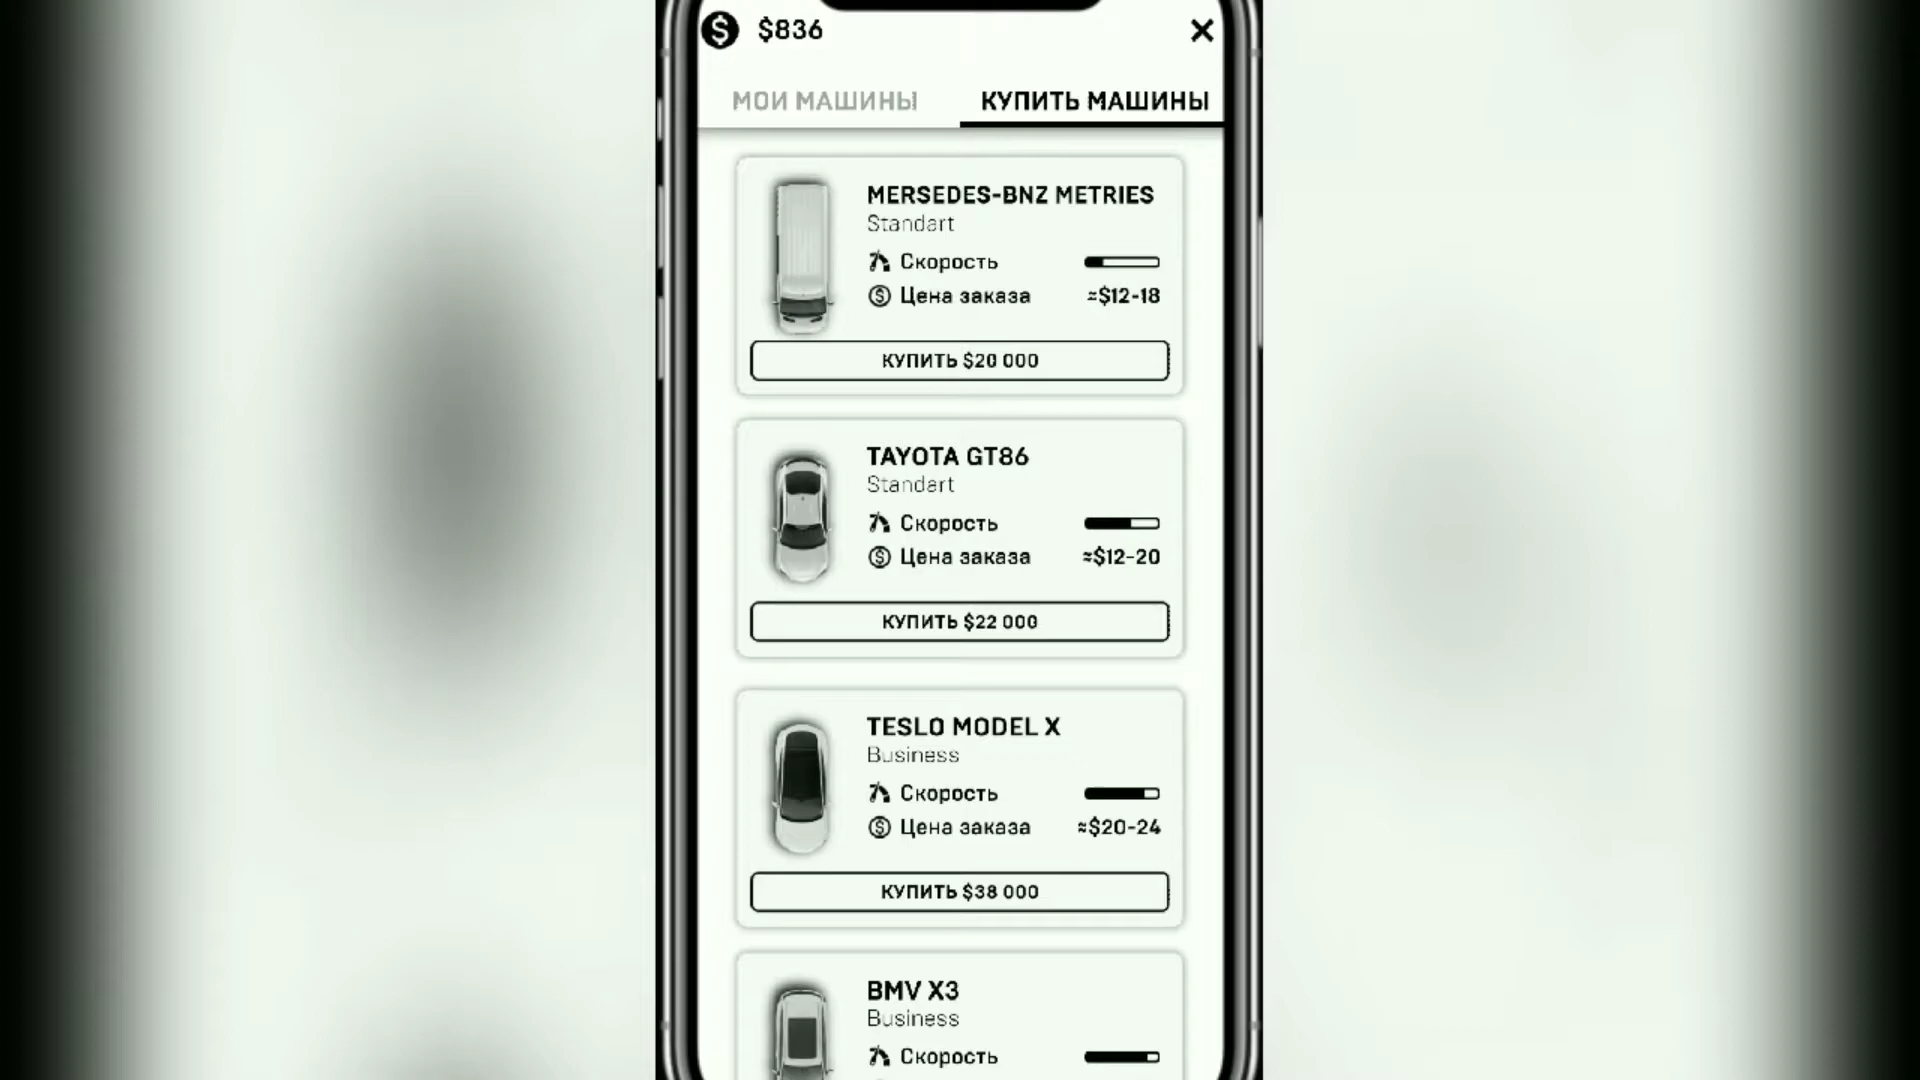 $836
МОИ МАШИНЫ
КУПИТЬ МАШИНЫ
MERSEDES-BNZ METRIES
Standart
Скорость
Цена заказа ≈$12-18
КУПИТЬ $20 000
TAYOTA GT86
Standart
Скорость
Цена заказа ≈$12-20
КУПИТЬ $22 000
TESLO MODEL X
Business
Скорость
Цена заказа ≈$20-24
КУПИТЬ $38 000
BMV X3
Business
Скорость